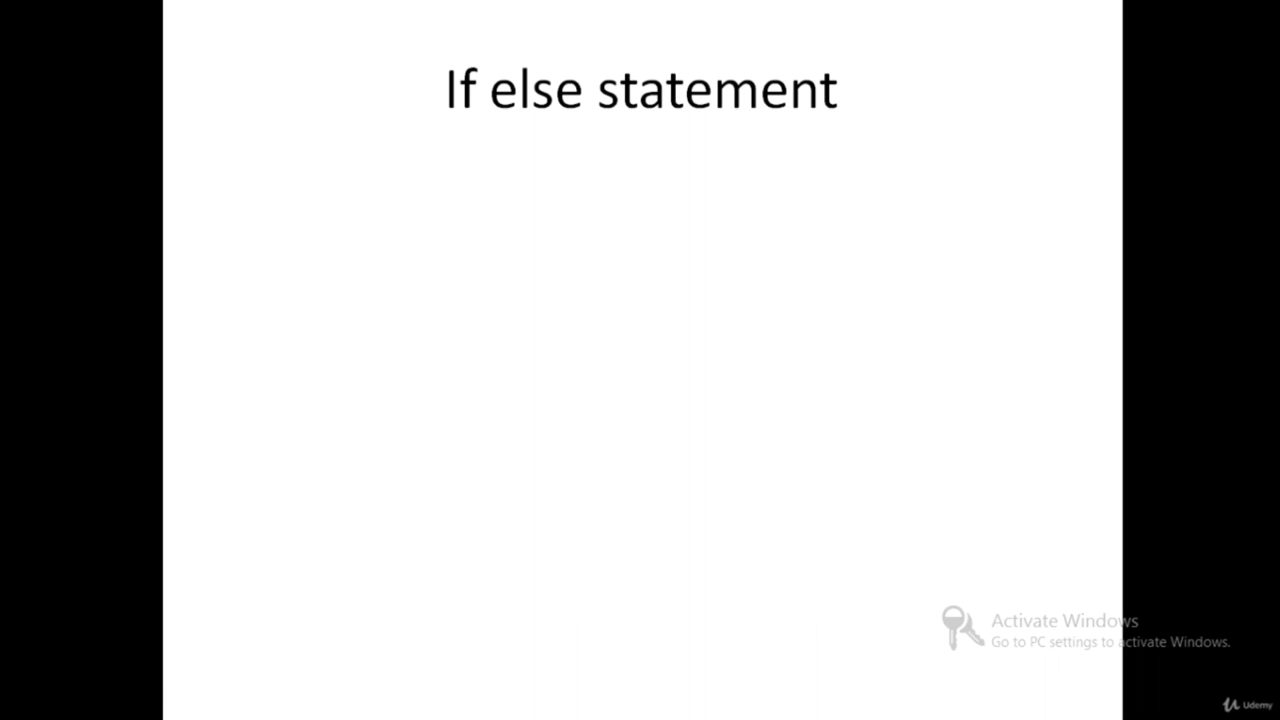 If else statement
Activate Windows
Go to PC settings to activate Windows.
Udemy